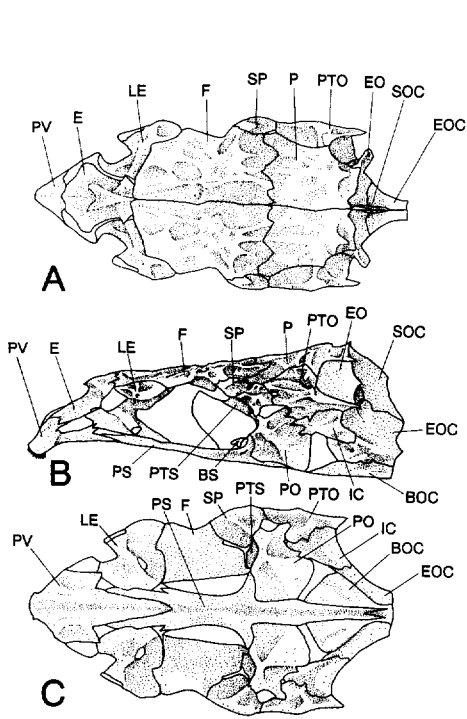 PV E LE F SP P PTO EO SOC EOC
A
PV E LE F SP P PTO EO SOC
EOC
PS PTS BS PO IC BOC
B
PV LE PS F SP PTS PTO PO IC BOC EOC
C